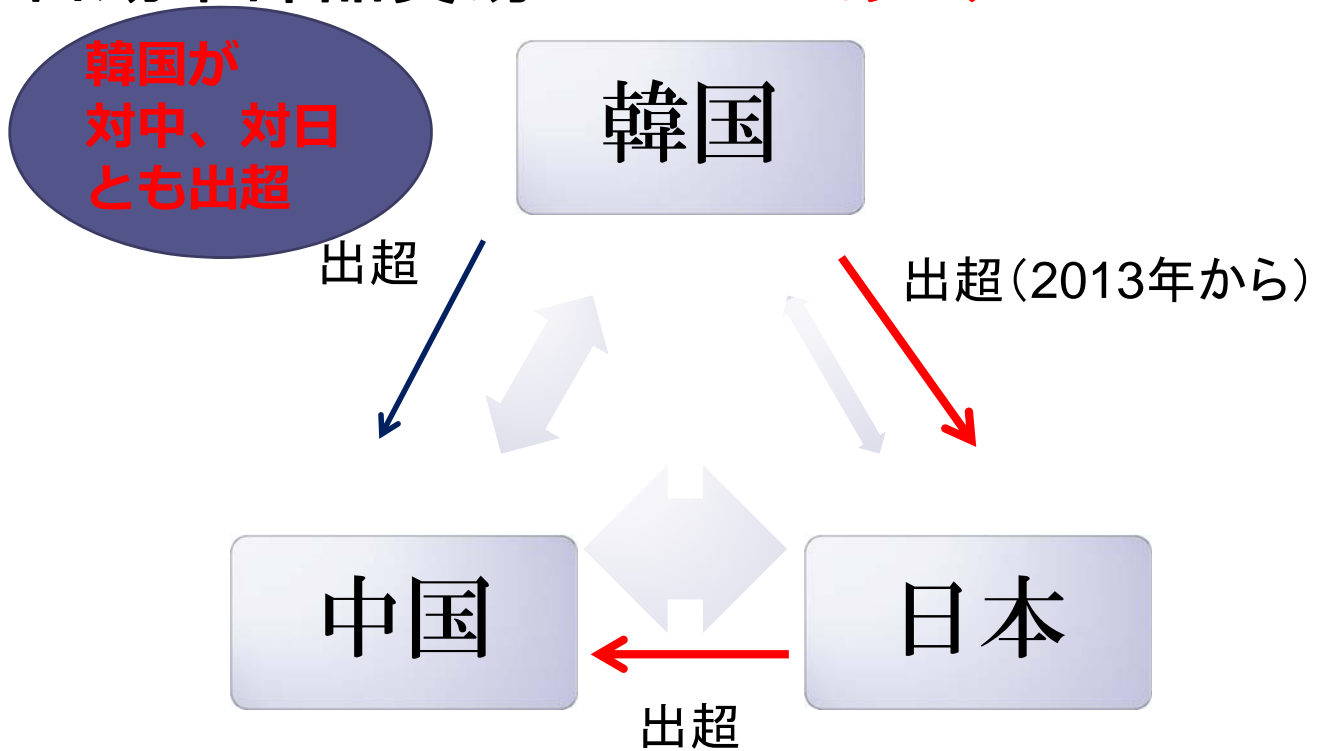 韓国が
対中、対日
とも出超
韓国
出超
出超(2013年から)
中国
日本
出超